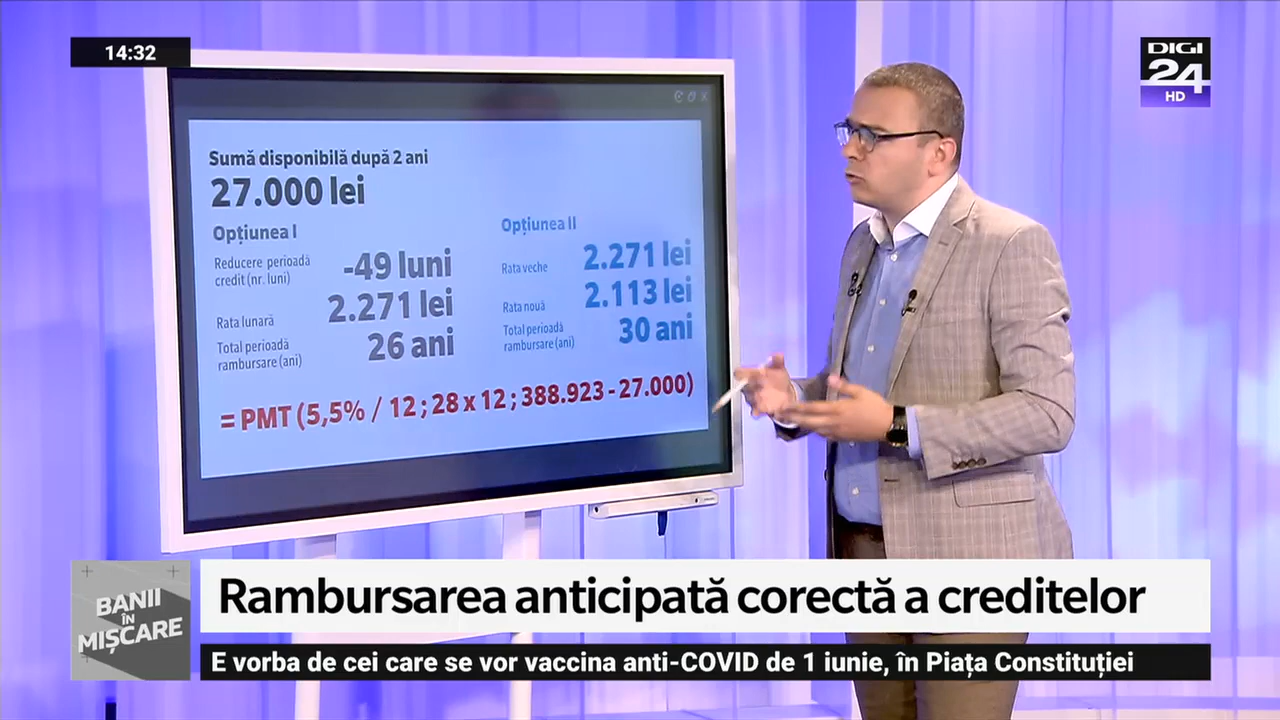 14:32
DIGI
24
HD
Sumă disponibilă după 2 ani
27.000 lei
Opțiunea I
Reducere perioadă
credit (nr. luni)
-49 luni
Rata lunară
2.271 lei
Total perioadă
rambursare (ani)
26 ani
Opțiunea II
Rata veche
2.271 lei
Rata nouă
2.113 lei
Total perioadă
rambursare (ani)
30 ani
= PMT (5,5% / 12 ; 28 x 12 ; 388.923 - 27.000)
BANII
ÎN
MIȘCARE
Rambursarea anticipată corectă a creditelor
E vorba de cei care se vor vaccina anti-COVID de 1 iunie, în Piața Constituției